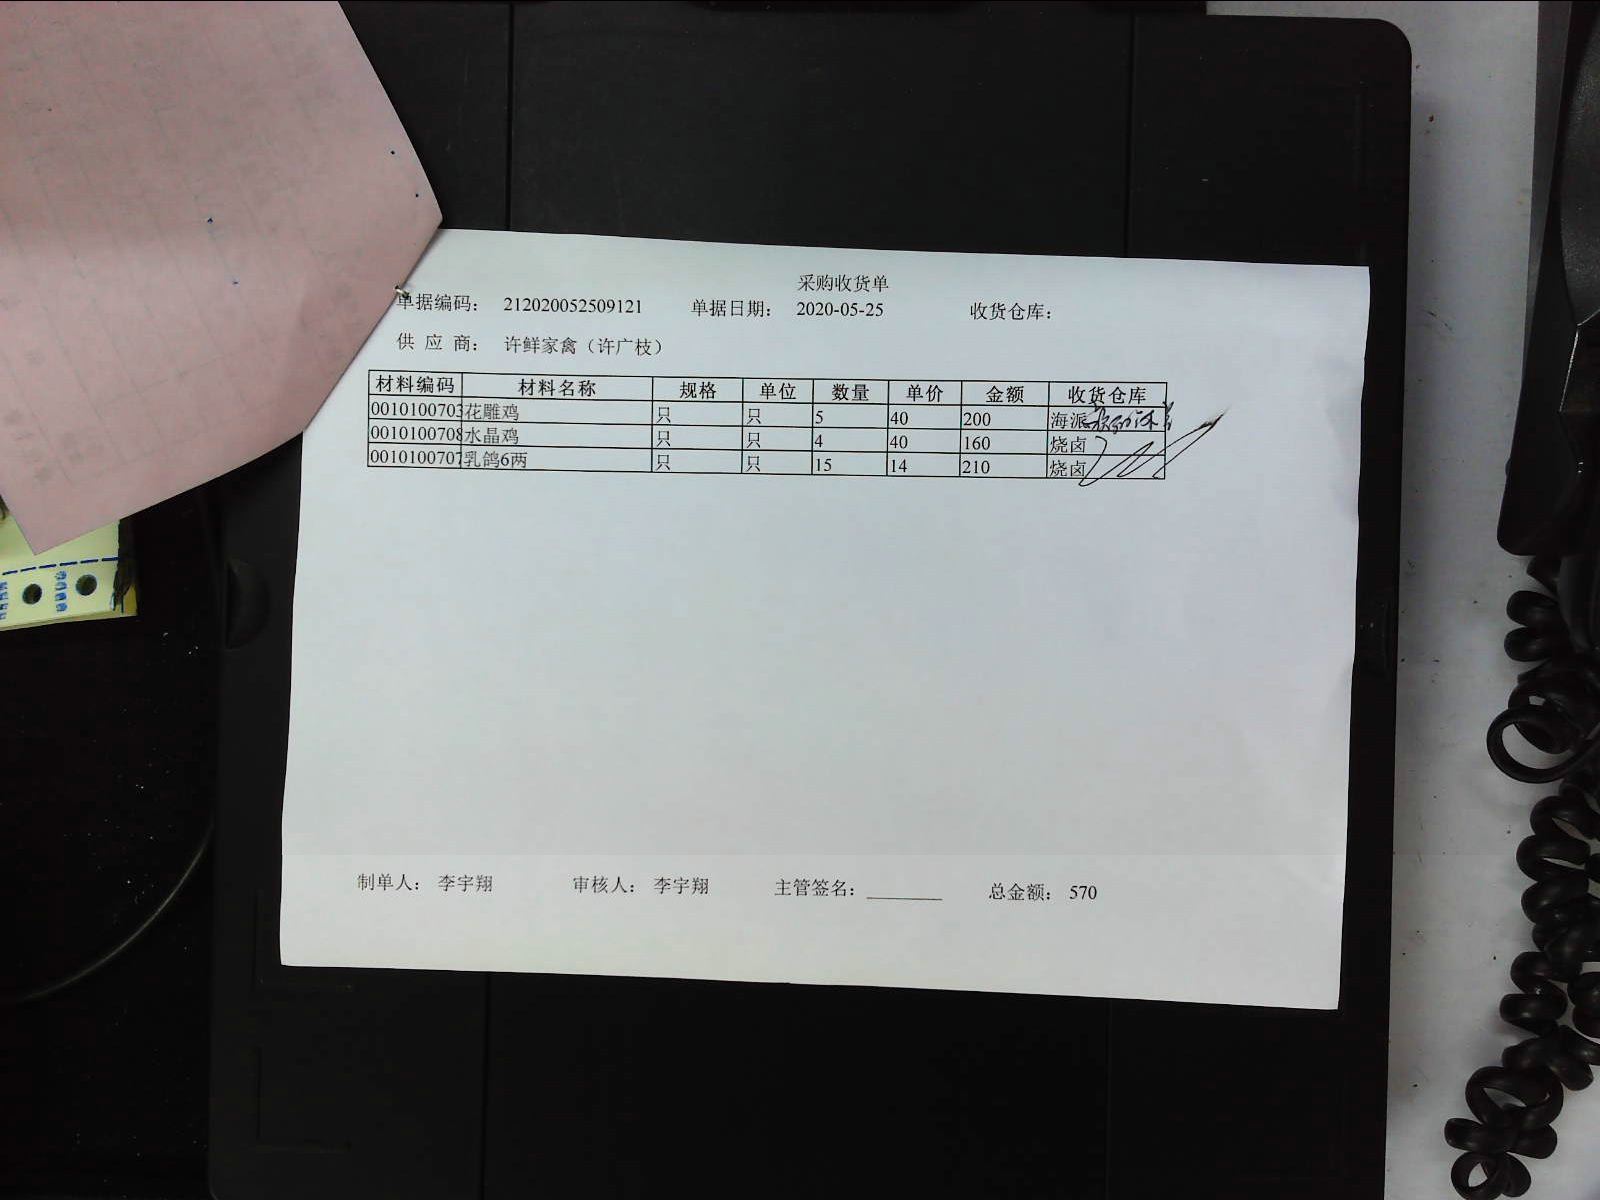 采购收货单
单据编码： 212020052509121 单据日期： 2020-05-25 收货仓库：
供 应 商： 许鲜家禽（许广枝）
材料编码 材料名称 规格 单位 数量 单价 金额 收货仓库
0010100703 花雕鸡 只 只 5 40 200 海派
0010100708 水晶鸡 只 只 4 40 160 烧卤
0010100707 乳鸽6两 只 只 15 14 210 烧卤
制单人： 李宇翔 审核人： 李宇翔 主管签名： 总金额： 570